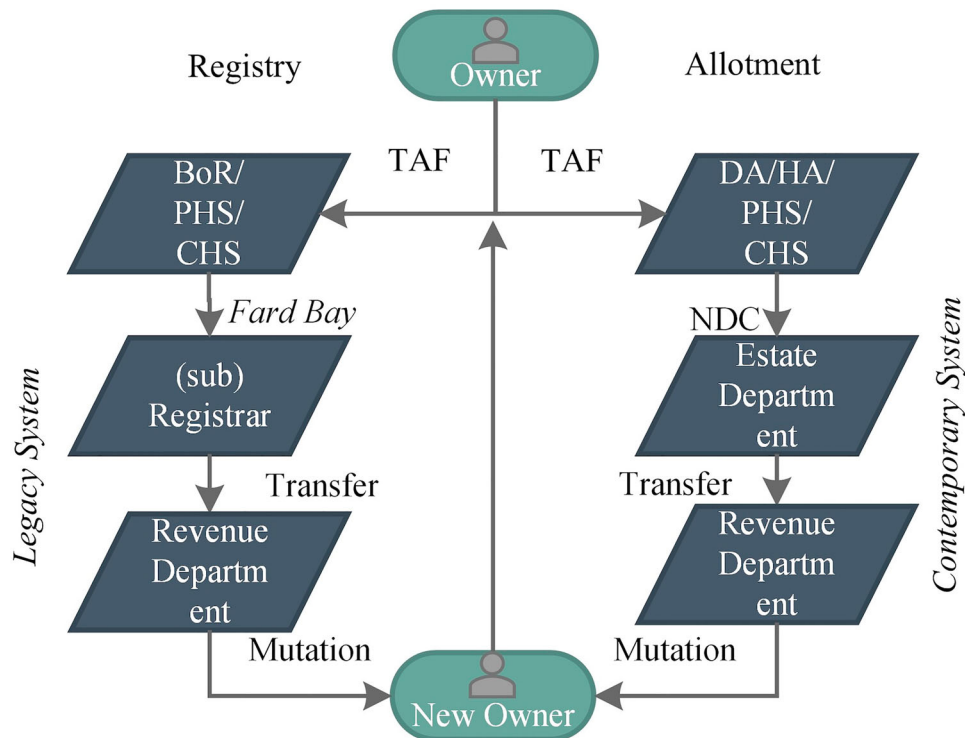 Registry
Owner
Allotment
TAF
TAF
BoR/
PHS/
CHS
DA/HA/
PHS/
CHS
Fard Bay
NDC
(sub)
Registrar
Estate
Departm
ent
Legacy System
Contemporary System
Transfer
Transfer
Revenue
Departm
ent
Revenue
Departm
ent
Mutation
Mutation
New Owner